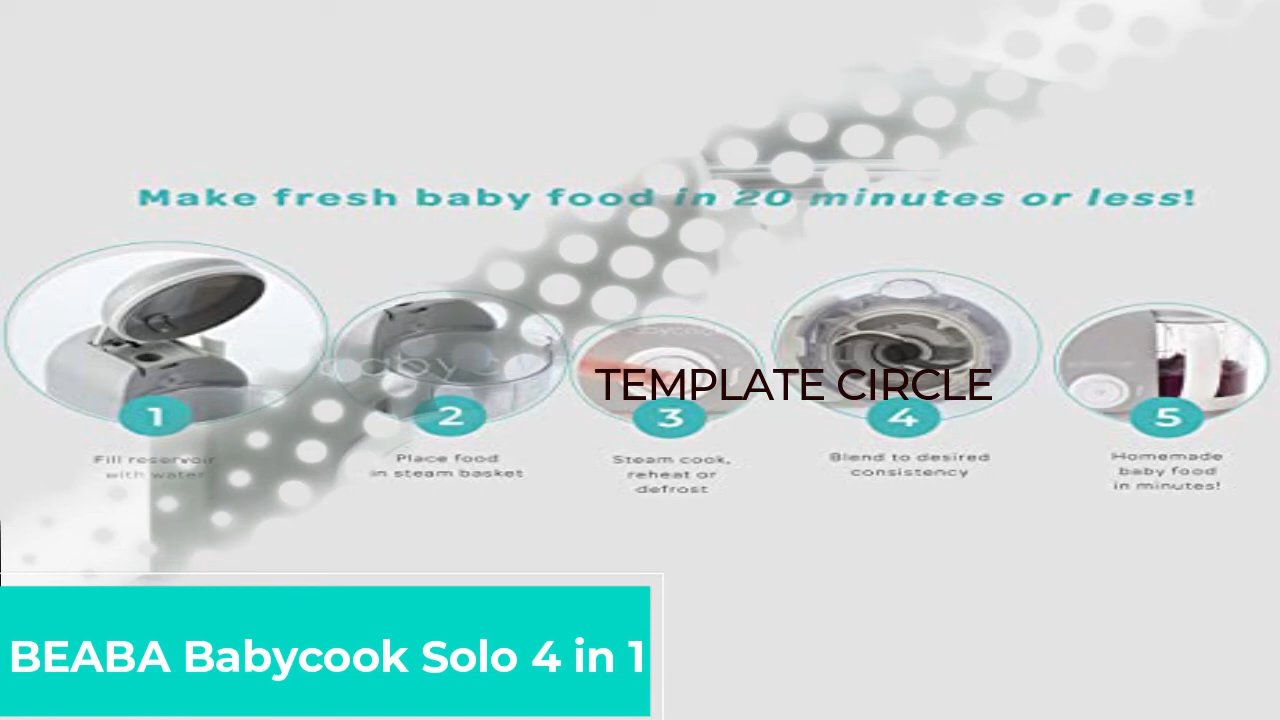 Make fresh baby food in 20 minutes or less!
TEMPLATE CIRCLE
1
Fill reservoir
with water
2
Place food
in steam basket
3
Steam cook,
reheat or
defrost
4
Blend to desired
consistency
5
Homemade
baby food
in minutes!
BEABA Babycook Solo 4 in 1